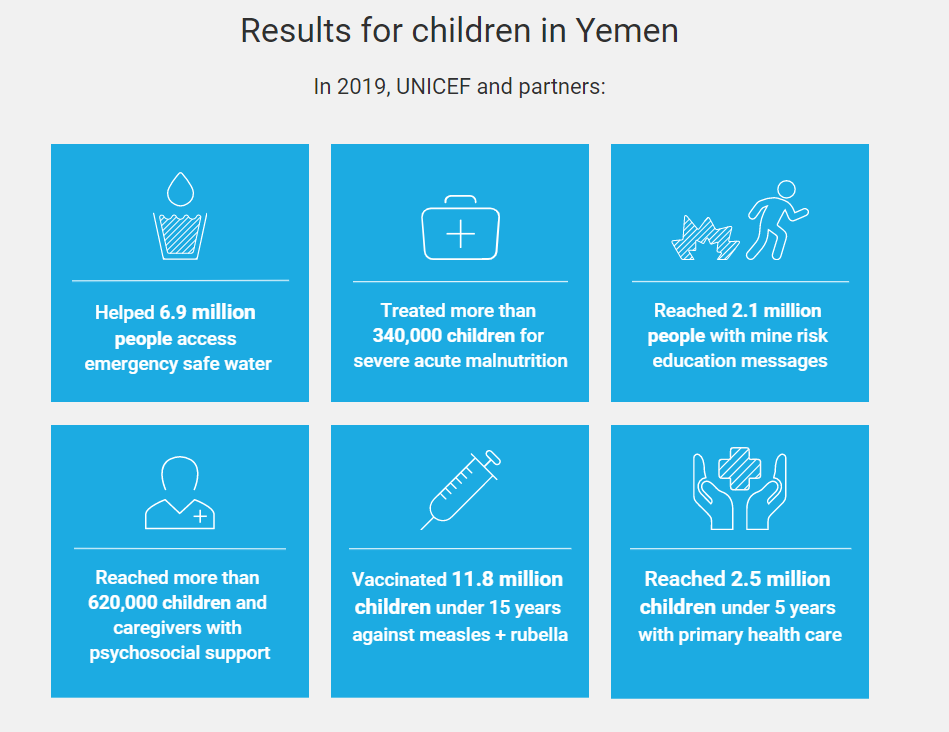 Results for children in Yemen
In 2019, UNICEF and partners:
Helped 6.9 million
people access
emergency safe water
Treated more than
340,000 children for
severe acute malnutrition
Reached 2.1 million
people with mine risk
education messages
Reached more than
620,000 children and
caregivers with
psychosocial support
Vaccinated 11.8 million
children under 15 years
against measles + rubella
Reached 2.5 million
children under 5 years
with primary health care